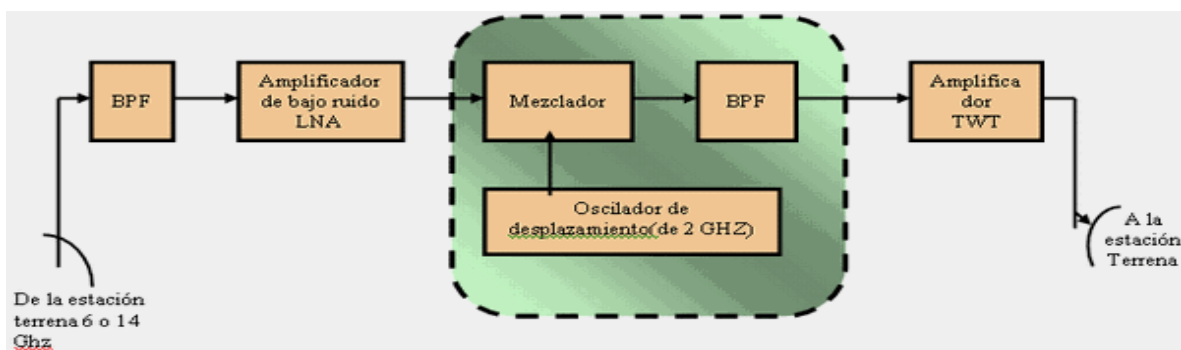 BPF
Amplificador
de bajo ruido
LNA
Mezclador
BPF
Amplifica
dor
TWT
Oscilador de
desplazamiento(de 2 GHZ)
A la
estación
Terrena
De la estación
terrena 6 o 14
Ghz